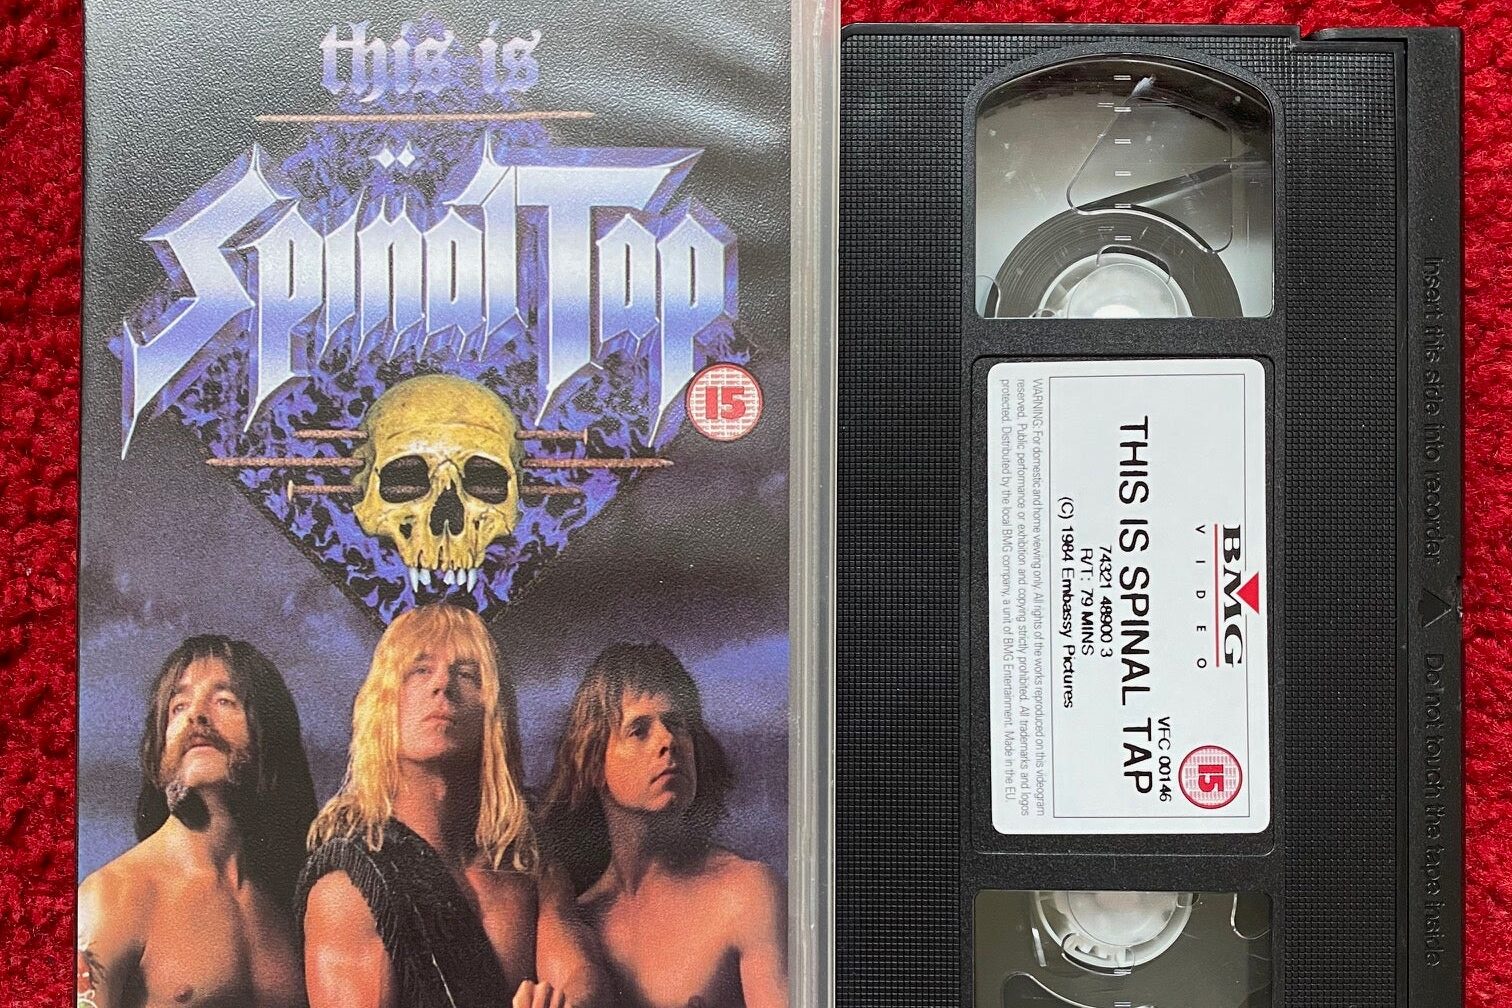 this is
Spın̈al Tap
15
BMG
VIDEO
VFC 00146
15
THIS IS SPINAL TAP
74321 48900 3
R/T: 79 MINS
(C) 1984 Embassy Pictures
WARNING: For domestic and home viewing only. All rights of the works reproduced on this videogram
reserved. Public performance or exhibition and copying strictly prohibited. All trademarks and logos
protected. Distributed by the local BMG company, a unit of BMG Entertainment. Made in the EU.
Insert this side into recorder
Do not touch the tape inside